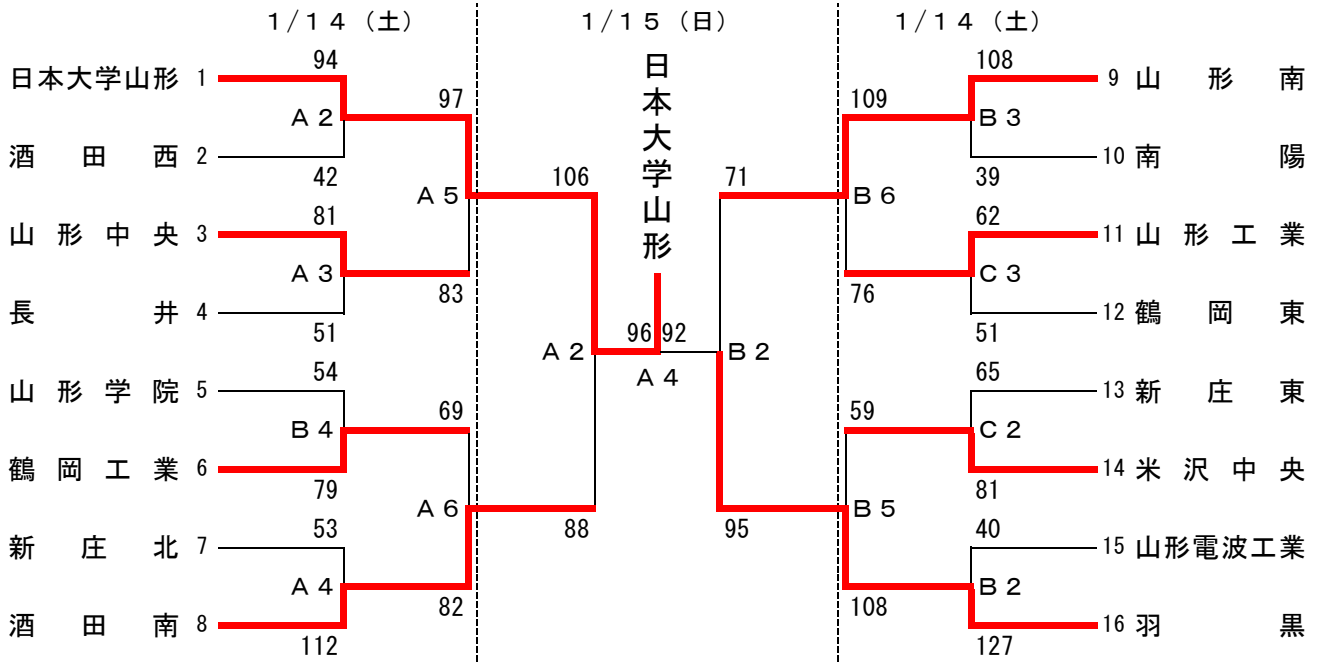 1/14（土）
1/15（日）
1/14（土）
94
108
日本大学山形 1
9 山形南
97
109
A2
B3
酒田西 2
10 南陽
42
39
日本大学山形
106
71
A5
B6
81
62
山形中央 3
11 山形工業
A3
C3
83
76
長井 4
12 鶴岡東
51
51
96 92
A2
B2
A4
54
65
山形学院 5
13 新庄東
69
59
B4
C2
鶴岡工業 6
14 米沢中央
79
81
A6
B5
88
95
53
40
新庄北 7
15 山形電波工業
A4
B2
82
108
酒田南 8
16 羽黒
112
127